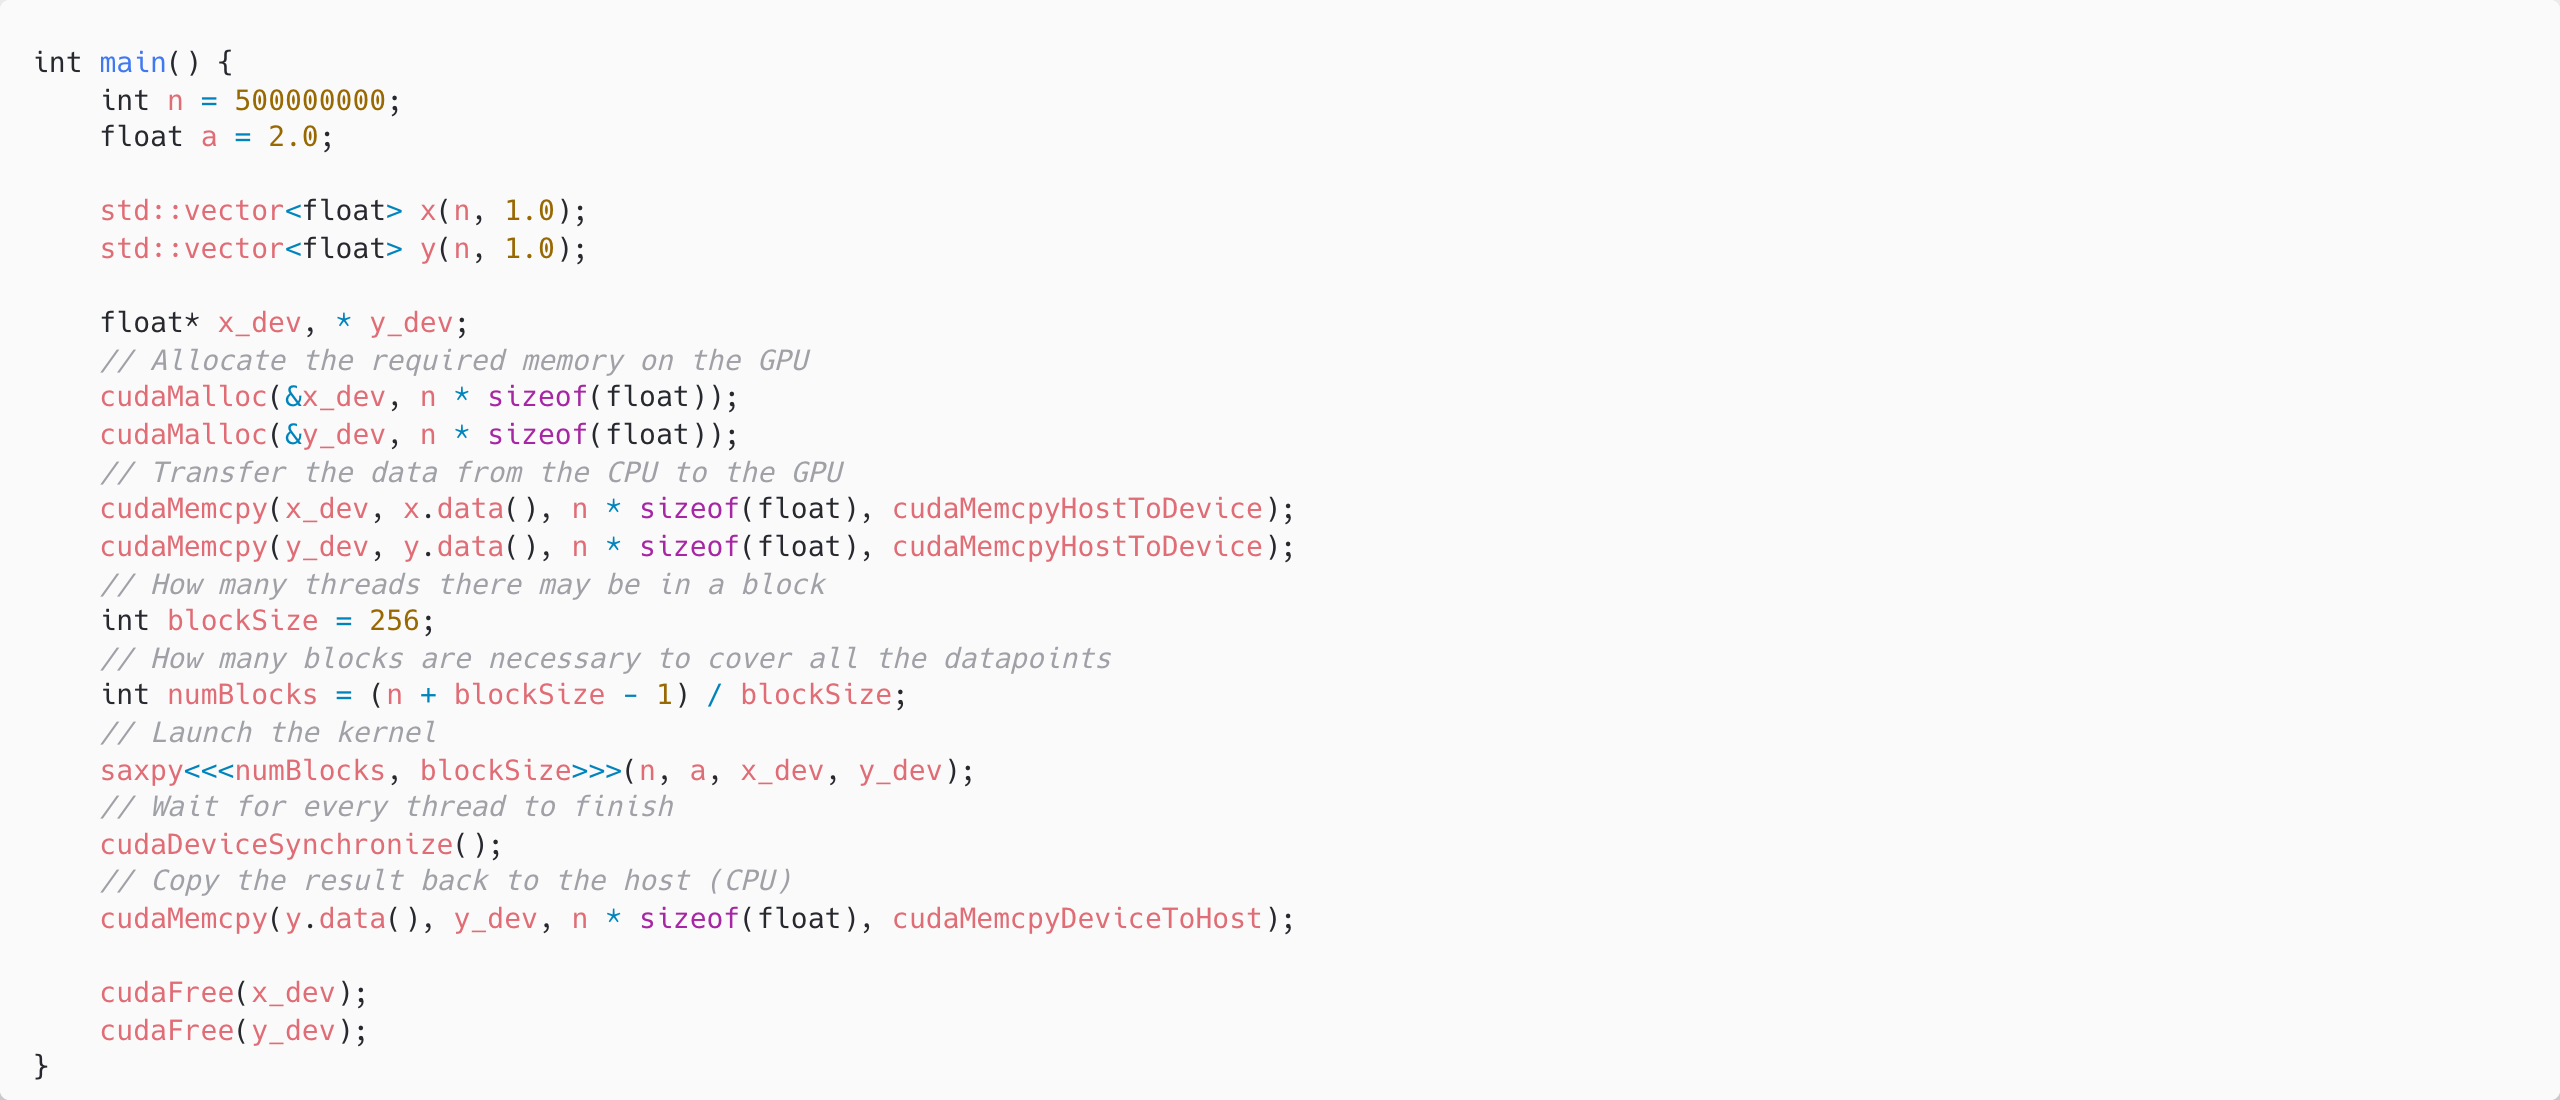 int main() {
    int n = 500000000;
    float a = 2.0;

    std::vector<float> x(n, 1.0);
    std::vector<float> y(n, 1.0);

    float* x_dev, * y_dev;
    // Allocate the required memory on the GPU
    cudaMalloc(&x_dev, n * sizeof(float));
    cudaMalloc(&y_dev, n * sizeof(float));
    // Transfer the data from the CPU to the GPU
    cudaMemcpy(x_dev, x.data(), n * sizeof(float), cudaMemcpyHostToDevice);
    cudaMemcpy(y_dev, y.data(), n * sizeof(float), cudaMemcpyHostToDevice);
    // How many threads there may be in a block
    int blockSize = 256;
    // How many blocks are necessary to cover all the datapoints
    int numBlocks = (n + blockSize - 1) / blockSize;
    // Launch the kernel
    saxpy<<<numBlocks, blockSize>>>(n, a, x_dev, y_dev);
    // Wait for every thread to finish
    cudaDeviceSynchronize();
    // Copy the result back to the host (CPU)
    cudaMemcpy(y.data(), y_dev, n * sizeof(float), cudaMemcpyDeviceToHost);

    cudaFree(x_dev);
    cudaFree(y_dev);
}